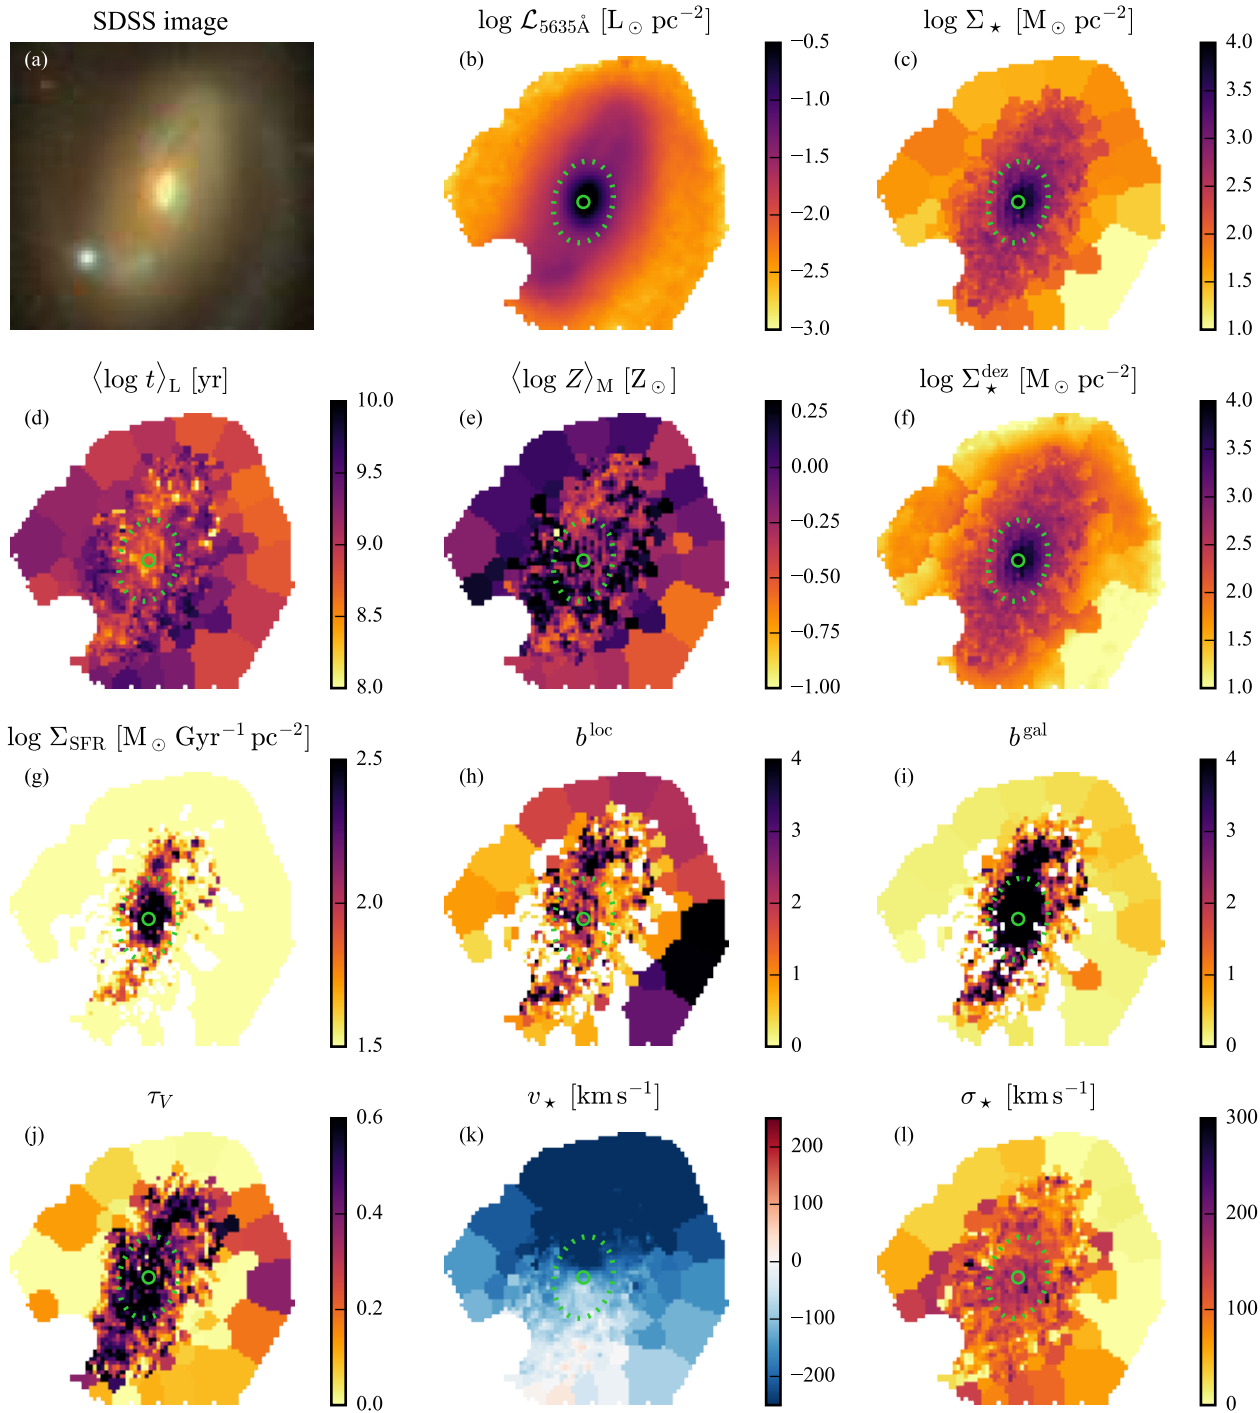 SDSS image
log ℒ₅₆₃₅Å [L⊙ pc⁻²]
log Σ⋆ [M⊙ pc⁻²]
(a)
(b)
−0.5
−1.0
−1.5
−2.0
−2.5
−3.0
(c)
4.0
3.5
3.0
2.5
2.0
1.5
1.0
⟨log t⟩L [yr]
⟨log Z⟩M [Z⊙]
log Σ⋆ᵈᵉᶻ [M⊙ pc⁻²]
(d)
10.0
9.5
9.0
8.5
8.0
(e)
0.25
0.00
−0.25
−0.50
−0.75
−1.00
(f)
4.0
3.5
3.0
2.5
2.0
1.5
1.0
log ΣSFR [M⊙ Gyr⁻¹ pc⁻²]
bˡᵒᶜ
bᵍᵃˡ
(g)
2.5
2.0
1.5
(h)
4
3
2
1
0
(i)
4
3
2
1
0
τV
v⋆ [km s⁻¹]
σ⋆ [km s⁻¹]
(j)
0.6
0.4
0.2
0.0
(k)
200
100
0
−100
−200
(l)
300
200
100
0